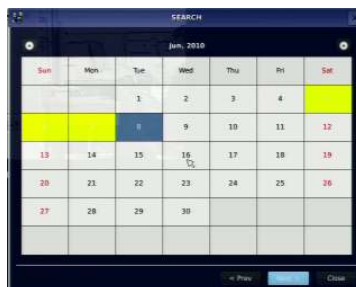 SEARCH
Jun, 2010
Sun Mon Tue Wed Thu Fri Sat
1 2 3 4
8 9 10 11 12
13 14 15 16 17 18 19
20 21 22 23 24 25 26
27 28 29 30
< Prev Close